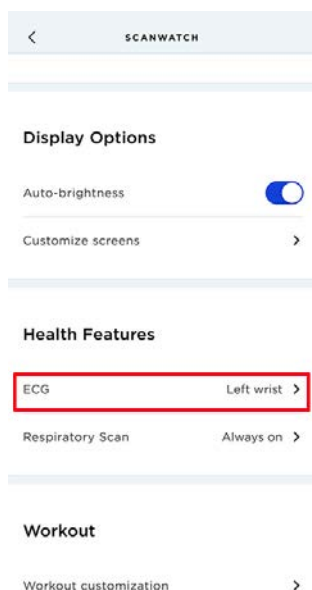 SCANWATCH
Display Options
Auto-brightness
Customize screens
Health Features
ECG Left wrist
Respiratory Scan Always on
Workout
Workout customization